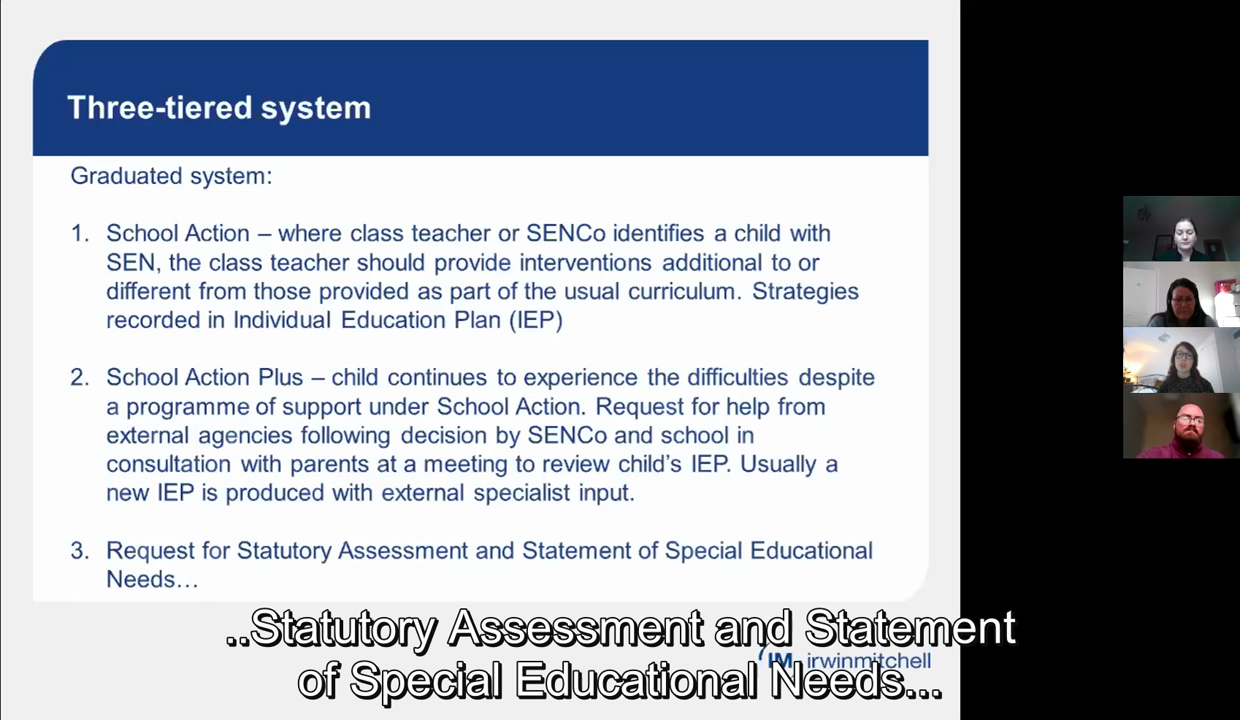 Three-tiered system
Graduated system:
1. School Action – where class teacher or SENCo identifies a child with
SEN, the class teacher should provide interventions additional to or
different from those provided as part of the usual curriculum. Strategies
recorded in Individual Education Plan (IEP)
2. School Action Plus – child continues to experience the difficulties despite
a programme of support under School Action. Request for help from
external agencies following decision by SENCo and school in
consultation with parents at a meeting to review child's IEP. Usually a
new IEP is produced with external specialist input.
3. Request for Statutory Assessment and Statement of Special Educational
Needs…
..Statutory Assessment and Statement
of Special Educational Needs...
IM irwinmitchell